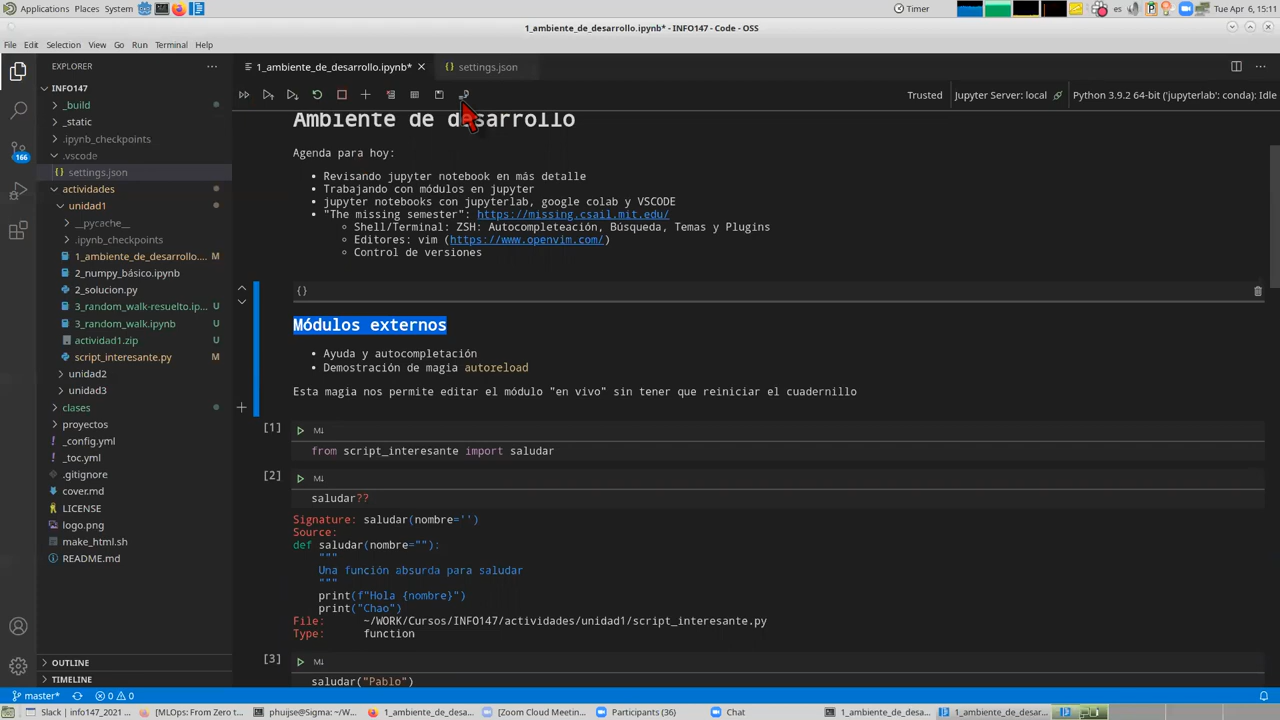 Applications Places System
Timer
es
Tue Apr 6, 15:11
1_ambiente_de_desarrollo.ipynb* - INFO147 - Code - OSS
File Edit Selection View Go Run Terminal Help
EXPLORER
1_ambiente_de_desarrollo.ipynb*
settings.json
INFO147
_build
_static
.ipynb_checkpoints
.vscode
settings.json
actividades
unidad1
__pycache__
.ipynb_checkpoints
1_ambiente_de_desarrollo.... M
2_numpy_básico.ipynb
2_solucion.py
3_random_walk-resuelto.ip... U
3_random_walk.ipynb U
actividad1.zip U
script_interesante.py M
unidad2
unidad3
clases
proyectos
_config.yml
_toc.yml
.gitignore
cover.md
LICENSE
logo.png
make_html.sh
README.md
OUTLINE
TIMELINE
166
Trusted
Jupyter Server: local
Python 3.9.2 64-bit ('jupyterlab': conda): Idle
Ambiente de desarrollo
Agenda para hoy:
Revisando jupyter notebook en más detalle
Trabajando con módulos en jupyter
jupyter notebooks con jupyterlab, google colab y VSCODE
"The missing semester": https://missing.csail.mit.edu/
Shell/Terminal: ZSH: Autocompleteación, Búsqueda, Temas y Plugins
Editores: vim (https://www.openvim.com/)
Control de versiones
{}
Módulos externos
Ayuda y autocompletación
Demostración de magia autoreload
Esta magia nos permite editar el módulo "en vivo" sin tener que reiniciar el cuadernillo
[1]
M↓
from script_interesante import saludar
[2]
M↓
saludar??
Signature: saludar(nombre='')
Source:
def saludar(nombre=""):
"""
Una función absurda para saludar
"""
print(f"Hola {nombre}")
print("Chao")
File: ~/WORK/Cursos/INFO147/actividades/unidad1/script_interesante.py
Type: function
[3]
M↓
saludar("Pablo")
master*
0
0
Slack | info147_2021 ...
[MLOps: From Zero t...
phuijse@Sigma: ~/W...
1_ambiente_de_desa...
[Zoom Cloud Meetin...
Participants (36)
Chat
1_ambiente_de_desa...
1_ambiente_de_desar...